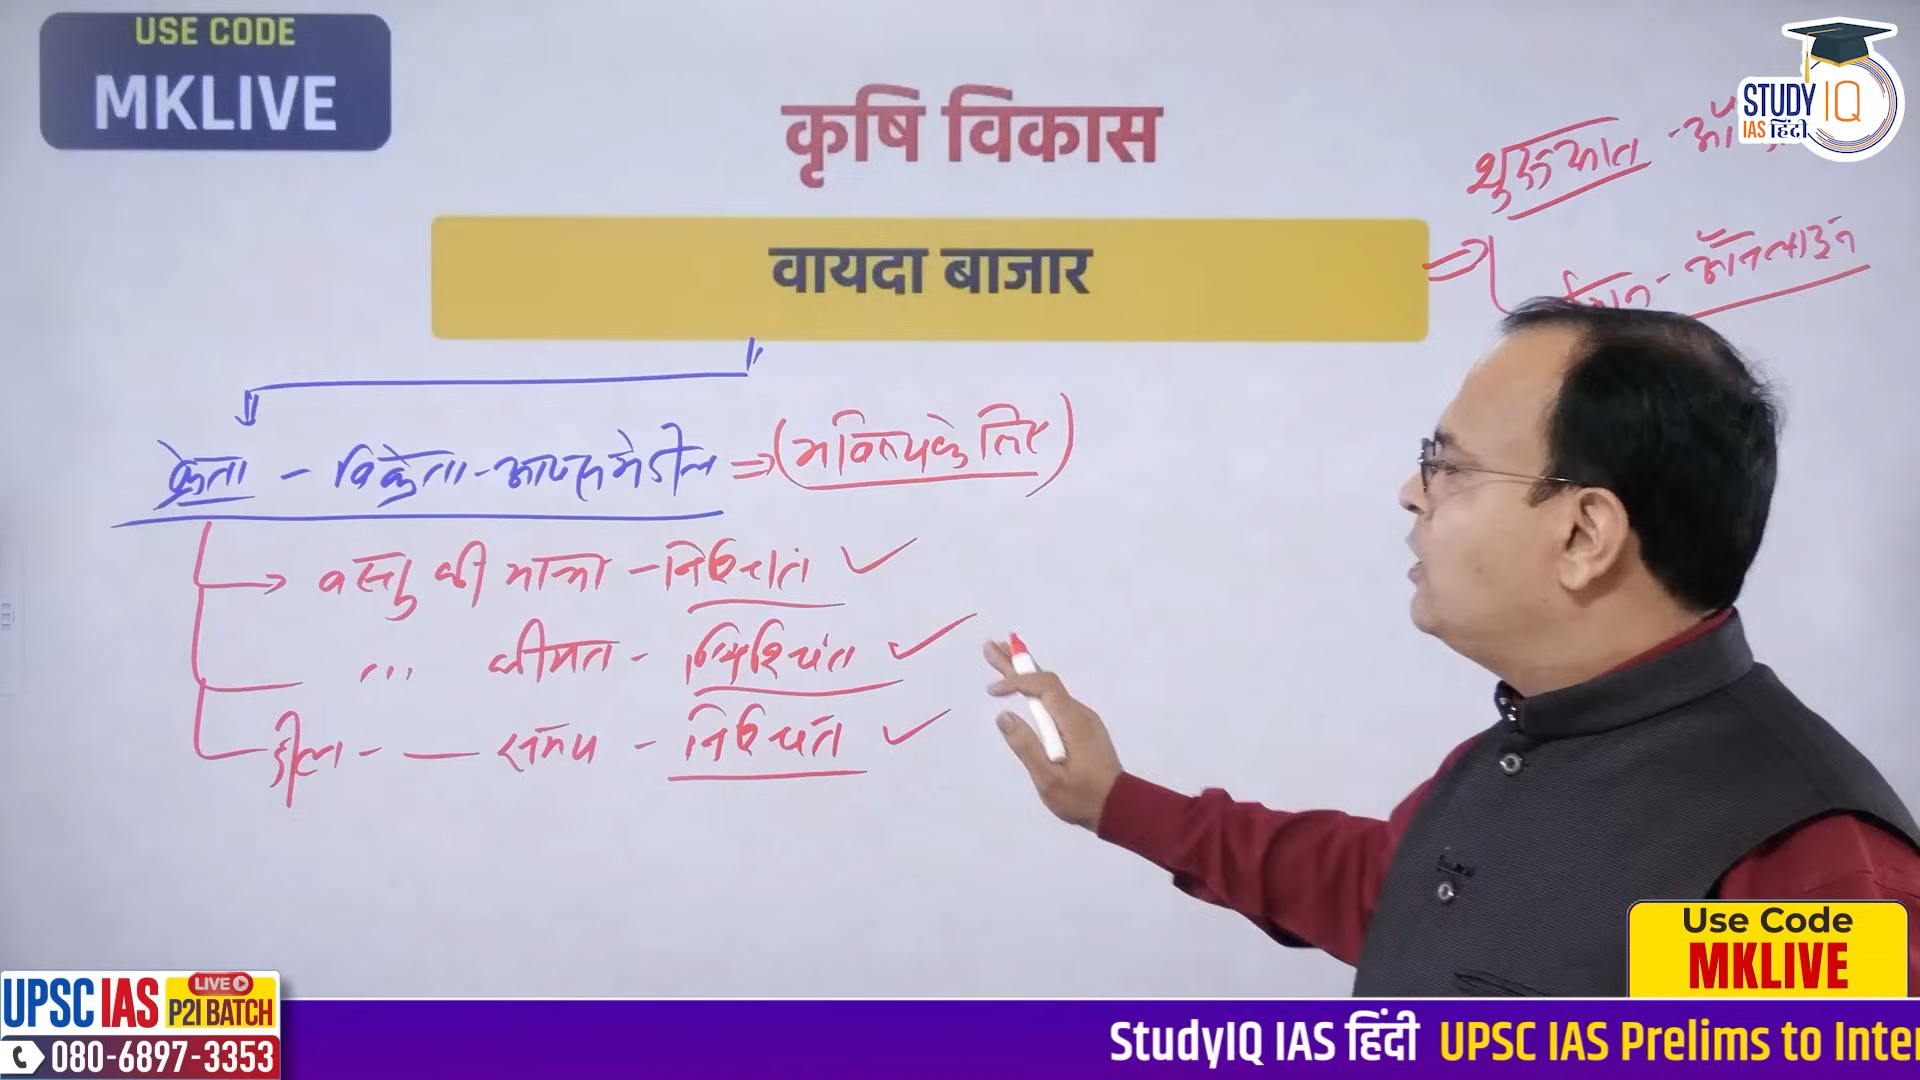 USE CODE
MKLIVE
STUDY IQ
IAS हिंदी
कृषि विकास
शुरुआत -
वायदा बाजार
- ऑनलाइन
क्रेता - विक्रेता - आपस मे डील ⇒ (भविष्य के लिए)
वस्तु की मात्रा - निश्चित ✓
,,, कीमत - निश्चित ✓
डील - — समय - निश्चित ✓
Use Code
MKLIVE
UPSC IAS LIVE
P2I BATCH
080-6897-3353
StudyIQ IAS हिंदी UPSC IAS Prelims to Inter